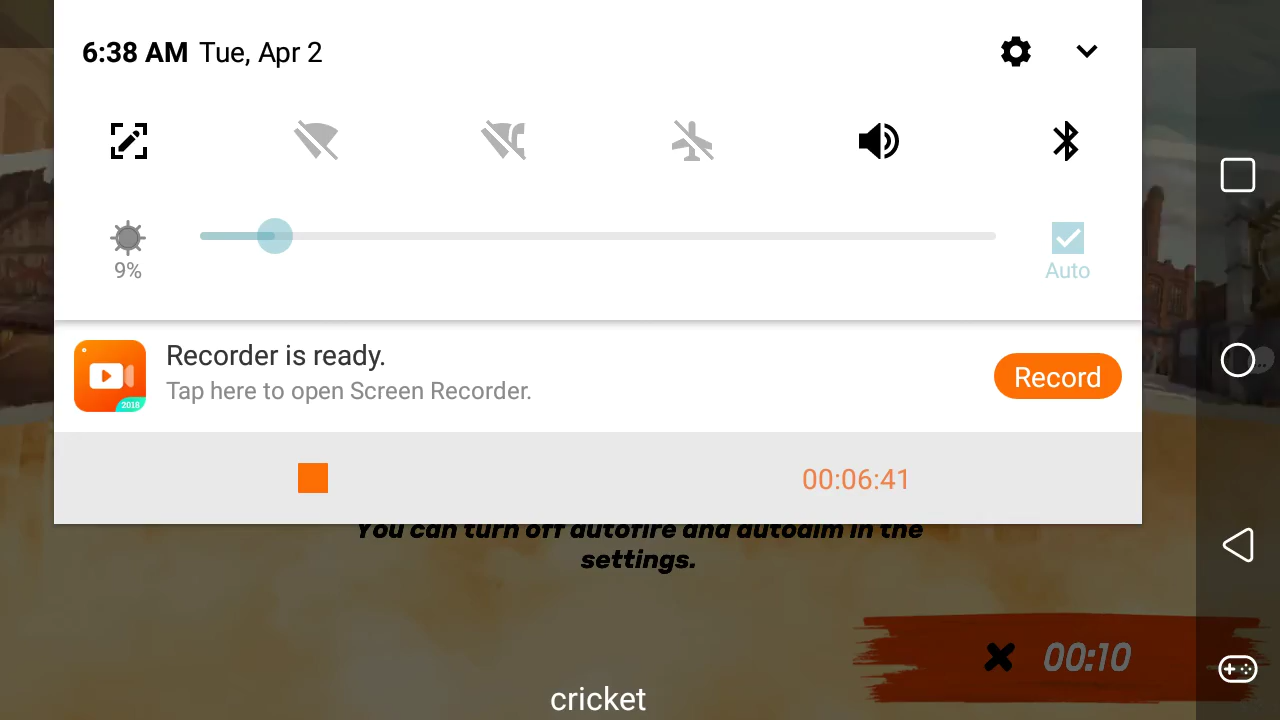 6:38 AM Tue, Apr 2
9%
Auto
Recorder is ready.
Tap here to open Screen Recorder.
Record
2018
00:06:41
You can turn off autofire and autoaim in the
settings.
00:10
cricket